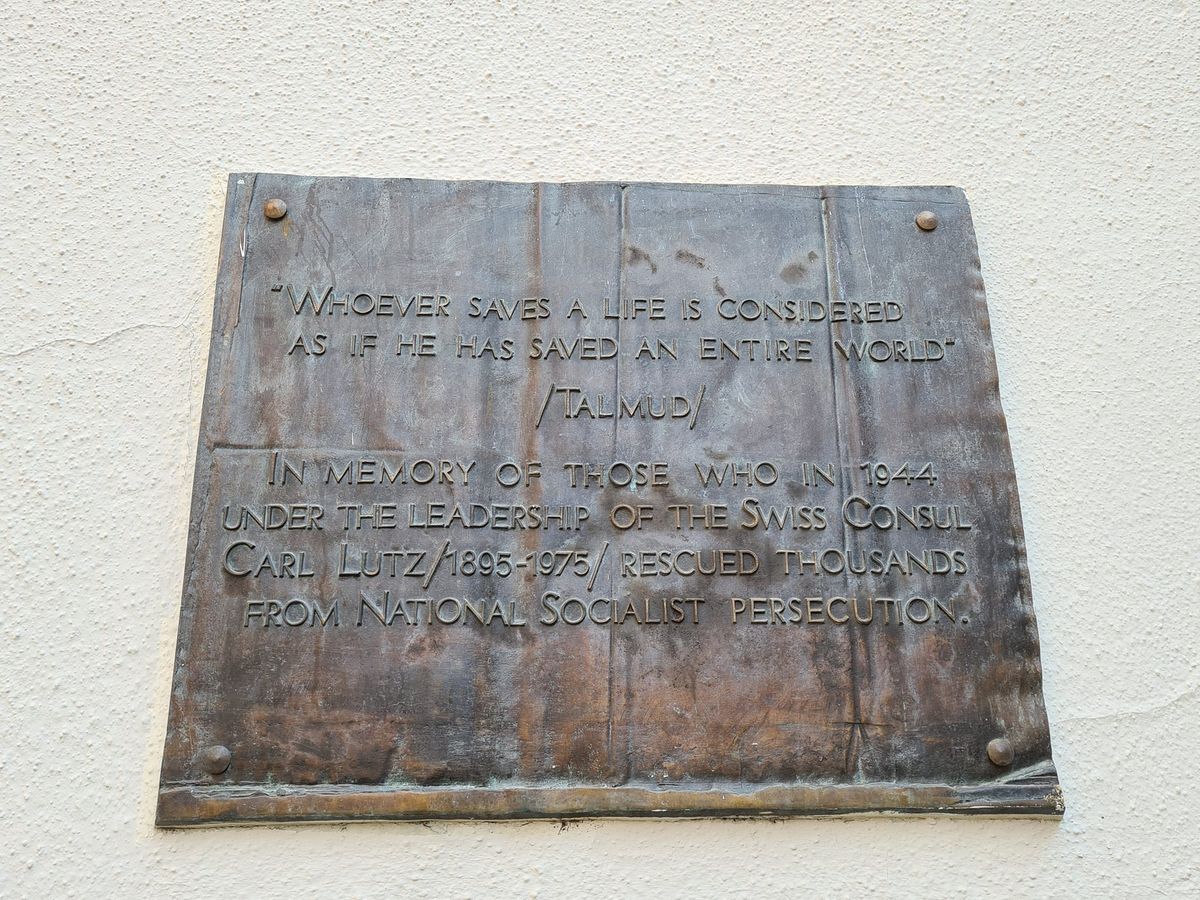 "Whoever saves a life is considered
as if he has saved an entire world"
/Talmud/
In memory of those who in 1944
under the leadership of the Swiss Consul
Carl Lutz/1895-1975/ rescued thousands
from National Socialist persecution.